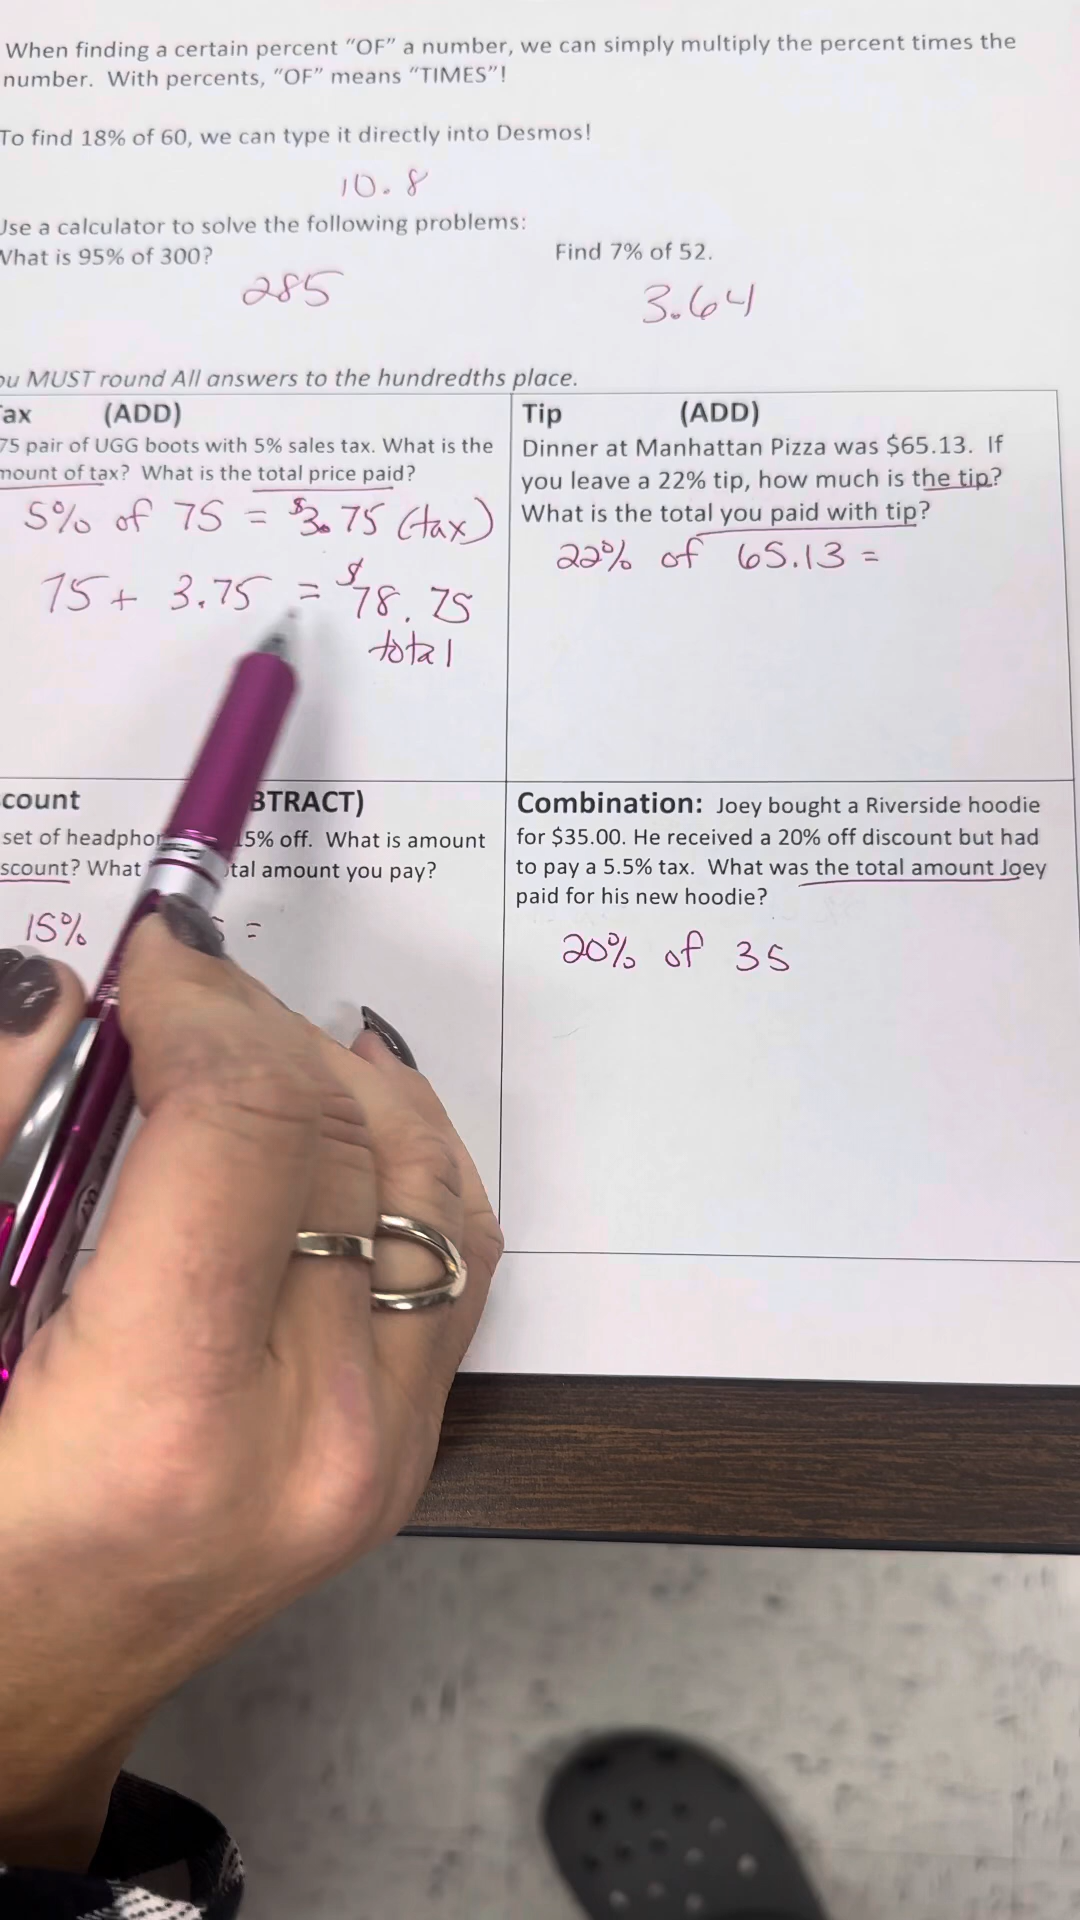 When finding a certain percent "OF" a number, we can simply multiply the percent times the
number. With percents, "OF" means "TIMES"!
To find 18% of 60, we can type it directly into Desmos!
10.8
Use a calculator to solve the following problems:
What is 95% of 300?
Find 7% of 52.
285
3.64
ou MUST round All answers to the hundredths place.
ax (ADD)
75 pair of UGG boots with 5% sales tax. What is the
mount of tax? What is the total price paid?
5% of 75 = $3.75 (tax)
75 + 3.75 = $78.75
total
Tip (ADD)
Dinner at Manhattan Pizza was $65.13. If
you leave a 22% tip, how much is the tip?
What is the total you paid with tip?
22% of 65.13 =
count BTRACT)
set of headpho 15% off. What is amount
scount? What tal amount you pay?
15% =
Combination: Joey bought a Riverside hoodie
for $35.00. He received a 20% off discount but had
to pay a 5.5% tax. What was the total amount Joey
paid for his new hoodie?
20% of 35